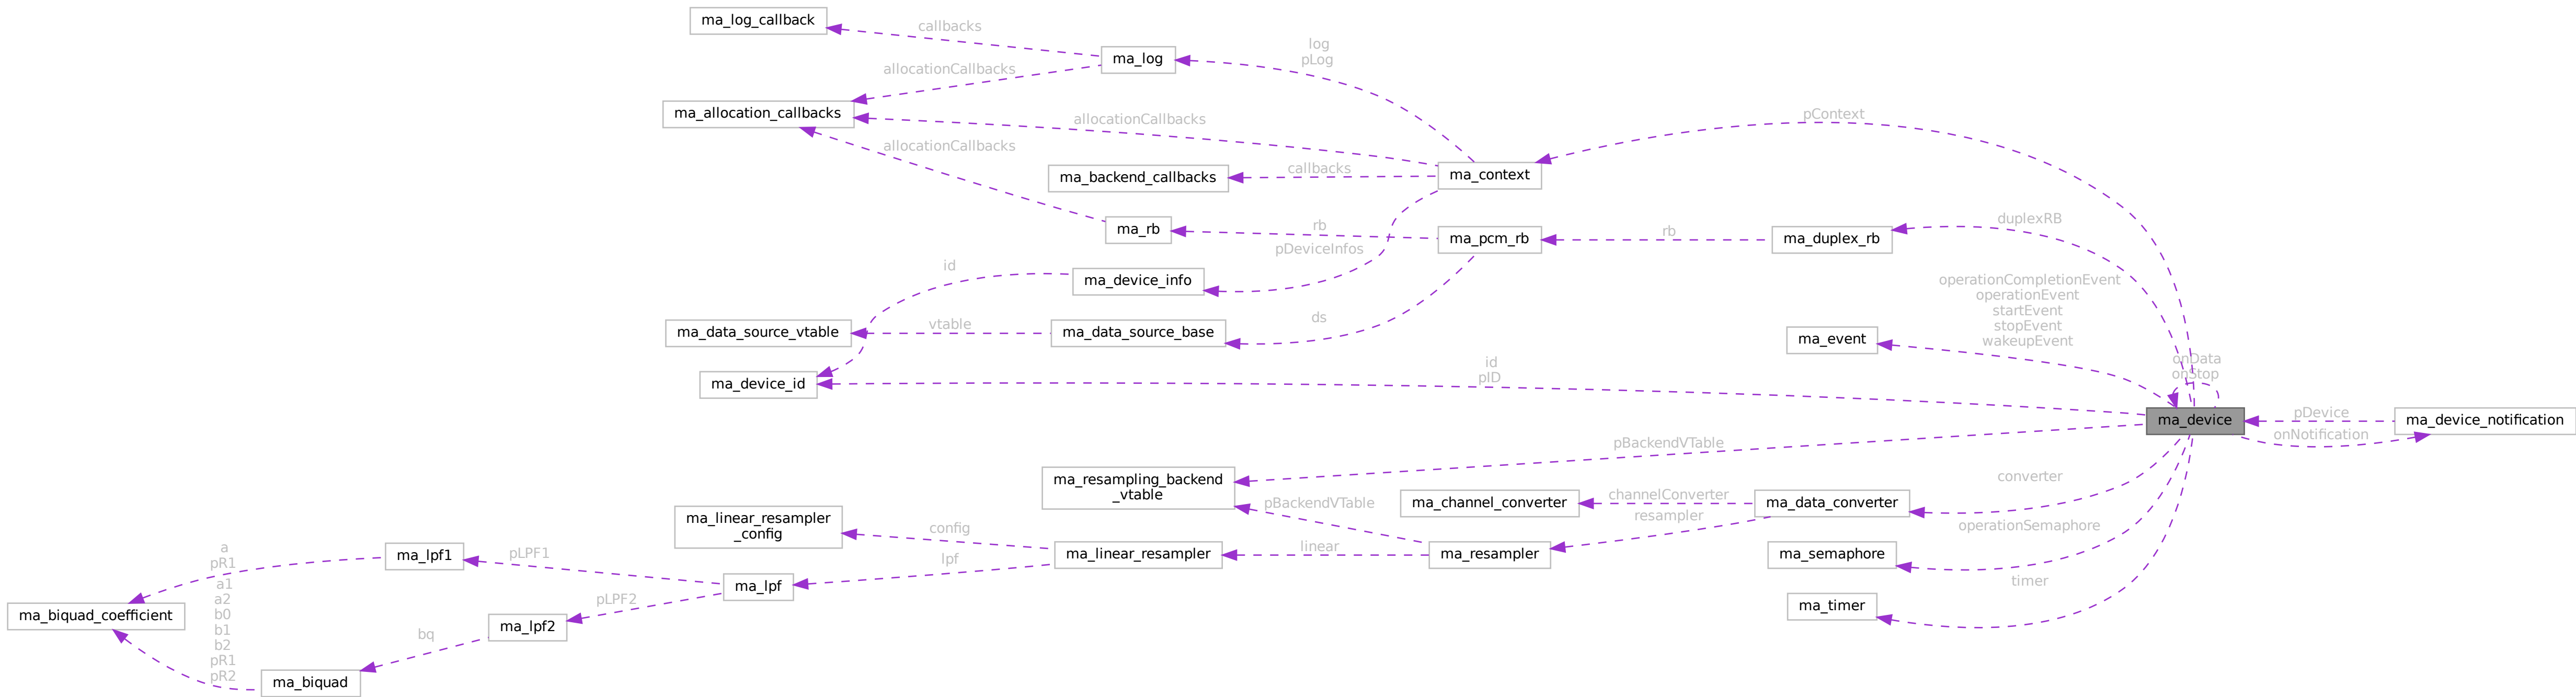 ma_log_callback
callbacks
ma_log
log
pLog
allocationCallbacks
ma_allocation_callbacks
allocationCallbacks
pContext
allocationCallbacks
ma_backend_callbacks
callbacks
ma_context
ma_rb
rb
ma_pcm_rb
rb
ma_duplex_rb
duplexRB
pDeviceInfos
id
ma_device_info
operationCompletionEvent
operationEvent
startEvent
stopEvent
wakeupEvent
ma_data_source_vtable
vtable
ma_data_source_base
ds
ma_event
onData
onStop
ma_device_id
id
pID
ma_device
pDevice
onNotification
ma_device_notification
pBackendVTable
ma_resampling_backend
_vtable
converter
pBackendVTable
ma_channel_converter
channelConverter
resampler
ma_data_converter
ma_linear_resampler
_config
config
operationSemaphore
ma_lpf1
pLPF1
lpf
ma_linear_resampler
linear
ma_resampler
ma_semaphore
a
pR1
a1
a2
b0
b1
b2
pR1
pR2
ma_lpf
timer
ma_timer
ma_biquad_coefficient
pLPF2
ma_lpf2
bq
ma_biquad